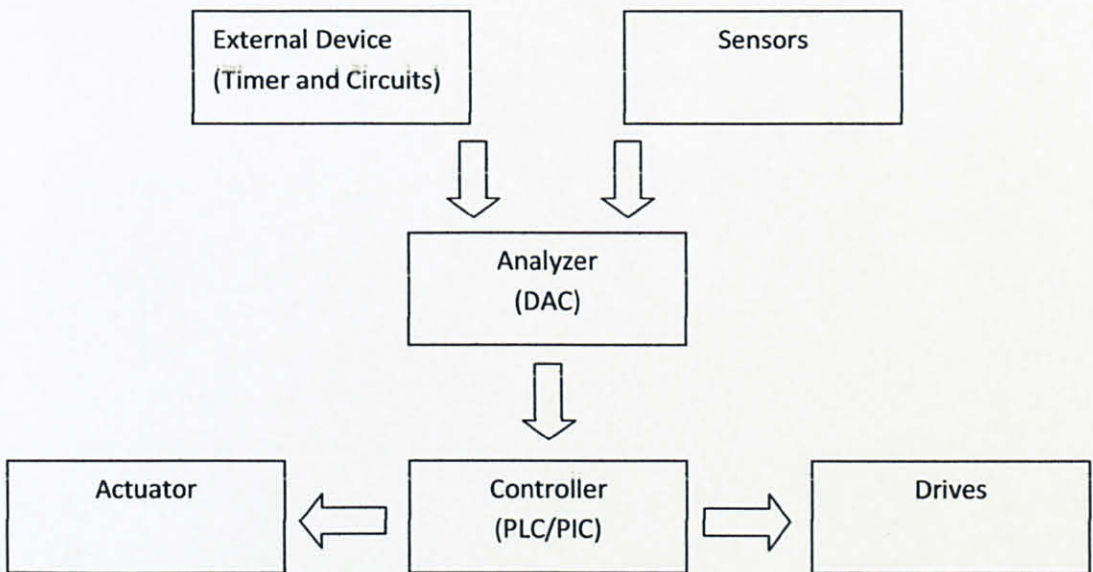 External Device
(Timer and Circuits)
Sensors
Analyzer
(DAC)
Actuator
Controller
(PLC/PIC)
Drives